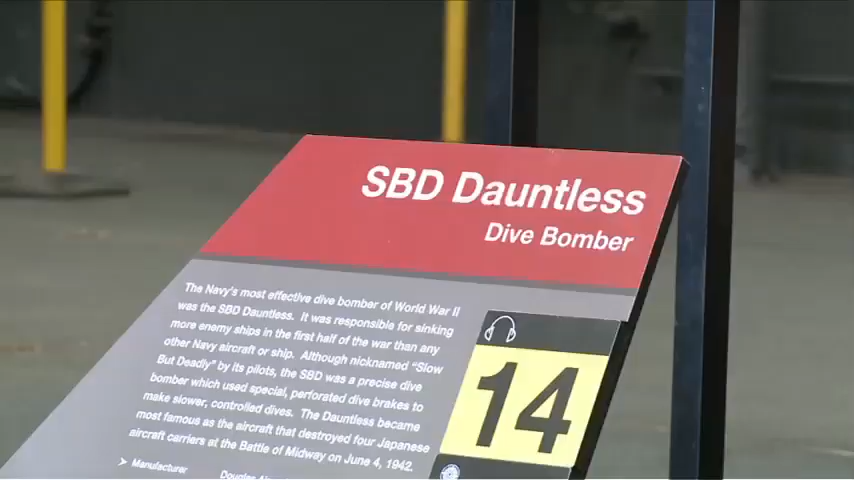 SBD Dauntless
Dive Bomber
The Navy's most effective dive bomber of World War II
was the SBD Dauntless. It was responsible for sinking
more enemy ships in the first half of the war than any
other Navy aircraft or ship. Although nicknamed "Slow
But Deadly" by its pilots, the SBD was a precise dive
bomber which used special, perforated dive brakes to
make slower, controlled dives. The Dauntless became
most famous as the aircraft that destroyed four Japanese
aircraft carriers at the Battle of Midway on June 4, 1942.
14
➤ Manufacturer